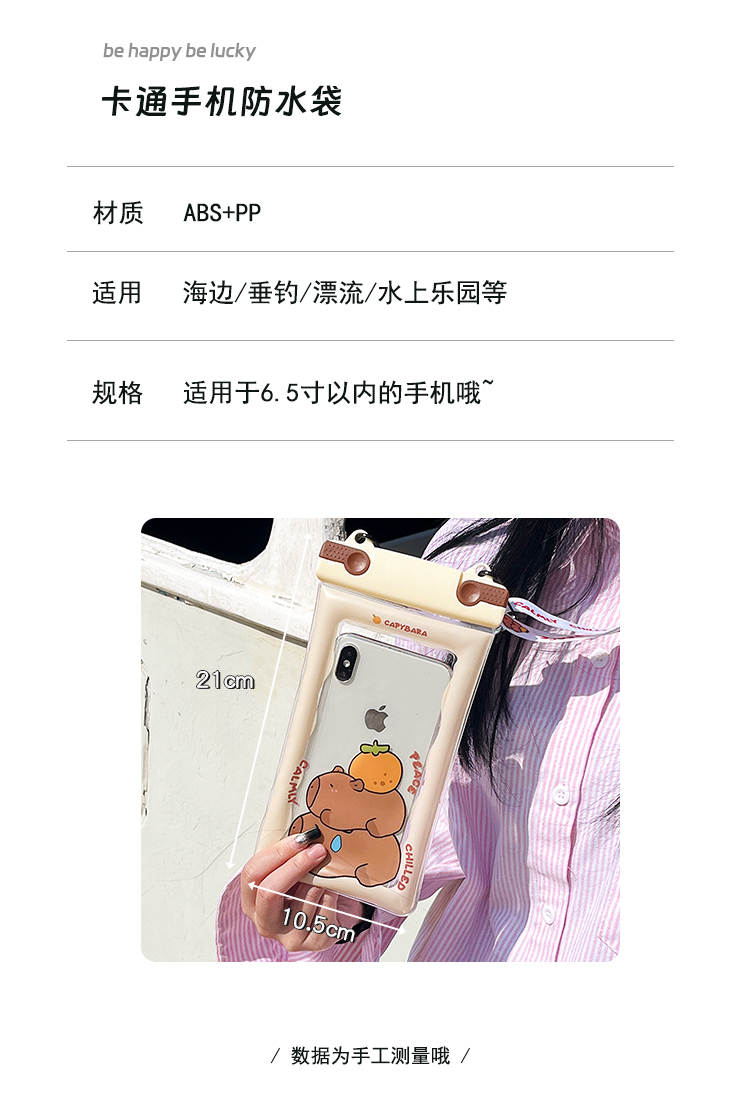 be happy be lucky
卡通手机防水袋
材质 ABS+PP
适用 海边/垂钓/漂流/水上乐园等
规格 适用于6.5寸以内的手机哦~
CAPYBARA
CALMLY
21cm
PEACE
CALMLY
CHILLED
10.5cm
/ 数据为手工测量哦 /